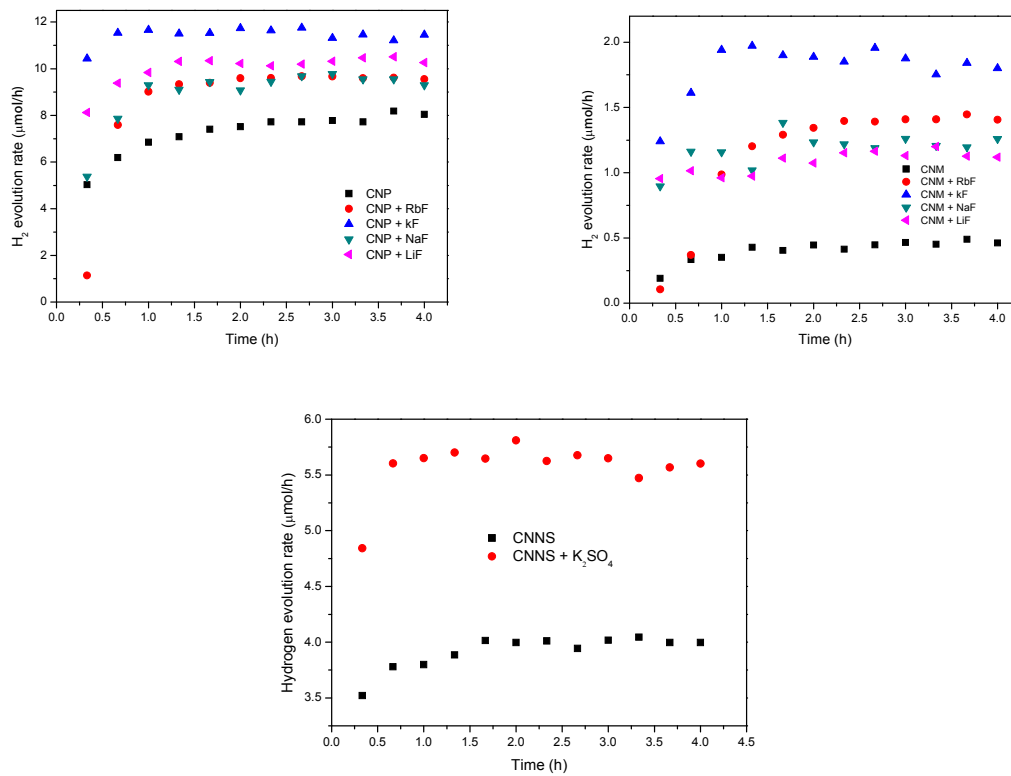 H₂ evolution rate (μmol/h)
12
10
8
6
4
2
0
CNP
CNP + RbF
CNP + kF
CNP + NaF
CNP + LiF
0.0 0.5 1.0 1.5 2.0 2.5 3.0 3.5 4.0
Time (h)
H₂ evolution rate (μmol/h)
2.0
1.5
1.0
0.5
0.0
CNM
CNM + RbF
CNM + kF
CNM + NaF
CNM + LiF
0.0 0.5 1.0 1.5 2.0 2.5 3.0 3.5 4.0
Time (h)
Hydrogen evolution rate (μmol/h)
6.0
5.5
5.0
4.5
4.0
3.5
CNNS
CNNS + K₂SO₄
0.0 0.5 1.0 1.5 2.0 2.5 3.0 3.5 4.0 4.5
Time (h)